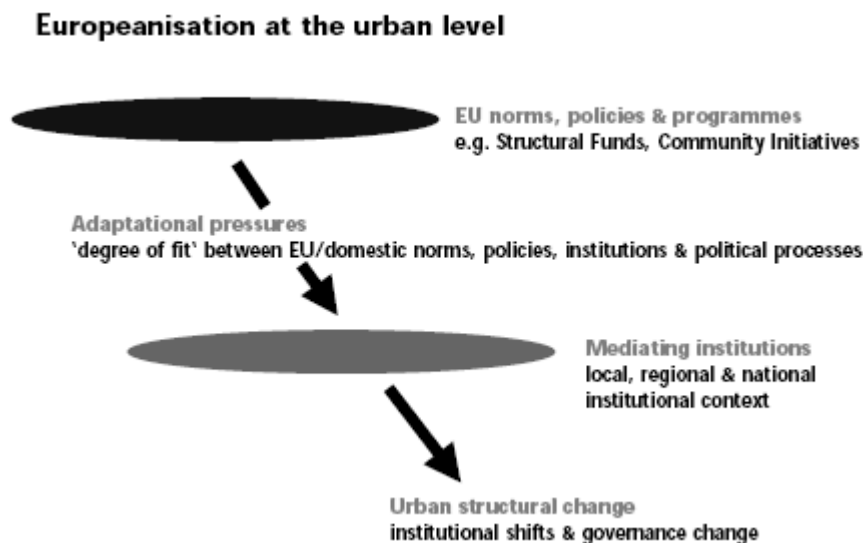 Europeanisation at the urban level
EU norms, policies & programmes
e.g. Structural Funds, Community Initiatives
Adaptational pressures
‘degree of fit‘ between EU/domestic norms, policies, institutions & political processes
Mediating institutions
local, regional & national
institutional context
Urban structural change
institutional shifts & governance change